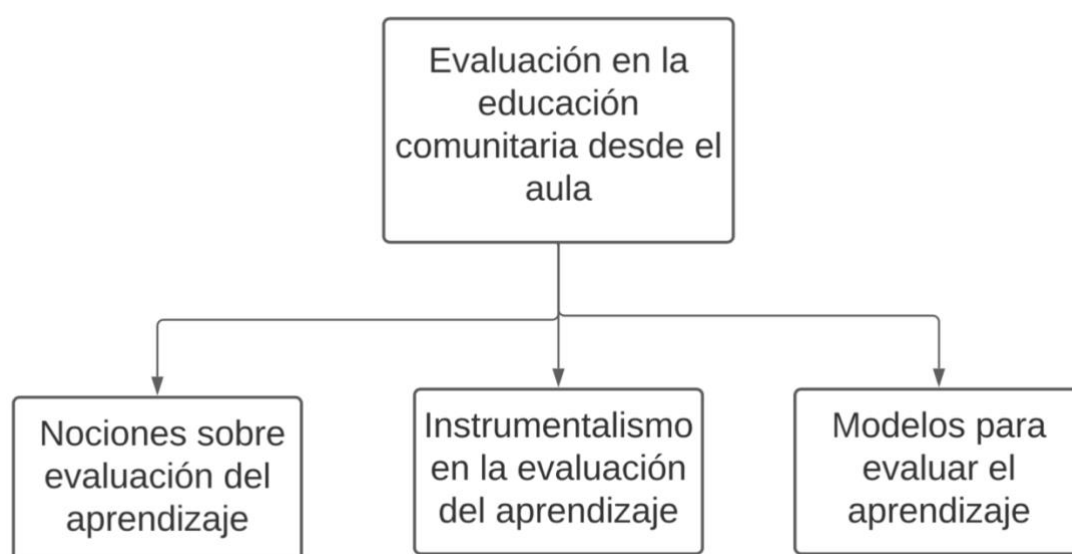 Evaluación en la
educación
comunitaria desde el
aula
Nociones sobre
evaluación del
aprendizaje
Instrumentalismo
en la evaluación
del aprendizaje
Modelos para
evaluar el
aprendizaje